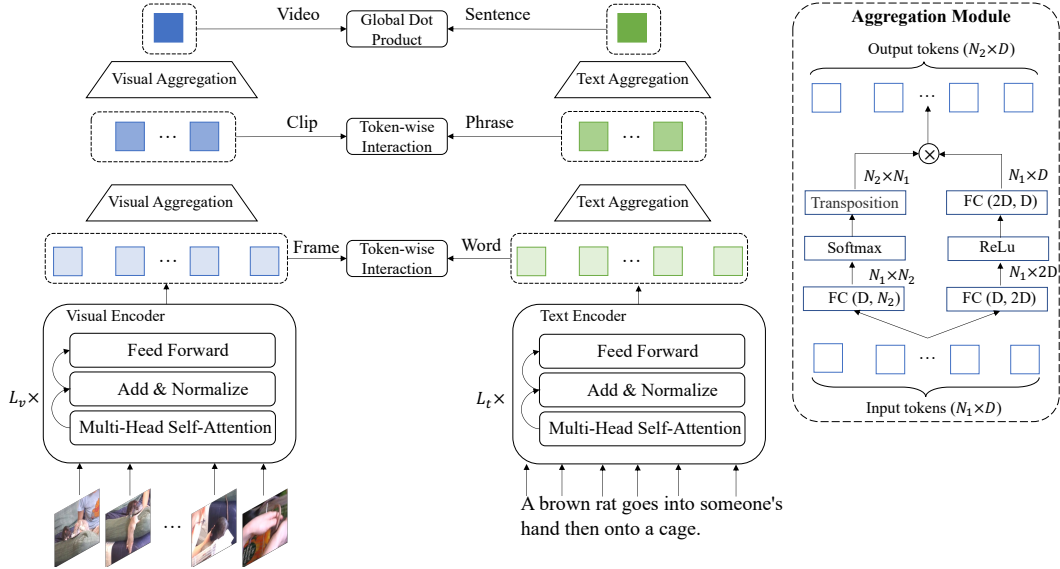 Video
Global Dot
Product
Sentence
Visual Aggregation
Text Aggregation
Clip
Token-wise
Interaction
Phrase
Visual Aggregation
Text Aggregation
Frame
Token-wise
Interaction
Word
Visual Encoder
Feed Forward
Add & Normalize
Multi-Head Self-Attention
L_v×
Text Encoder
Feed Forward
Add & Normalize
Multi-Head Self-Attention
L_t×
A brown rat goes into someone's
hand then onto a cage.
Aggregation Module
Output tokens (N₂×D)
N₂×N₁
N₁×D
Transposition
FC (2D, D)
Softmax
ReLu
N₁×N₂
N₁×2D
FC (D, N₂)
FC (D, 2D)
Input tokens (N₁×D)